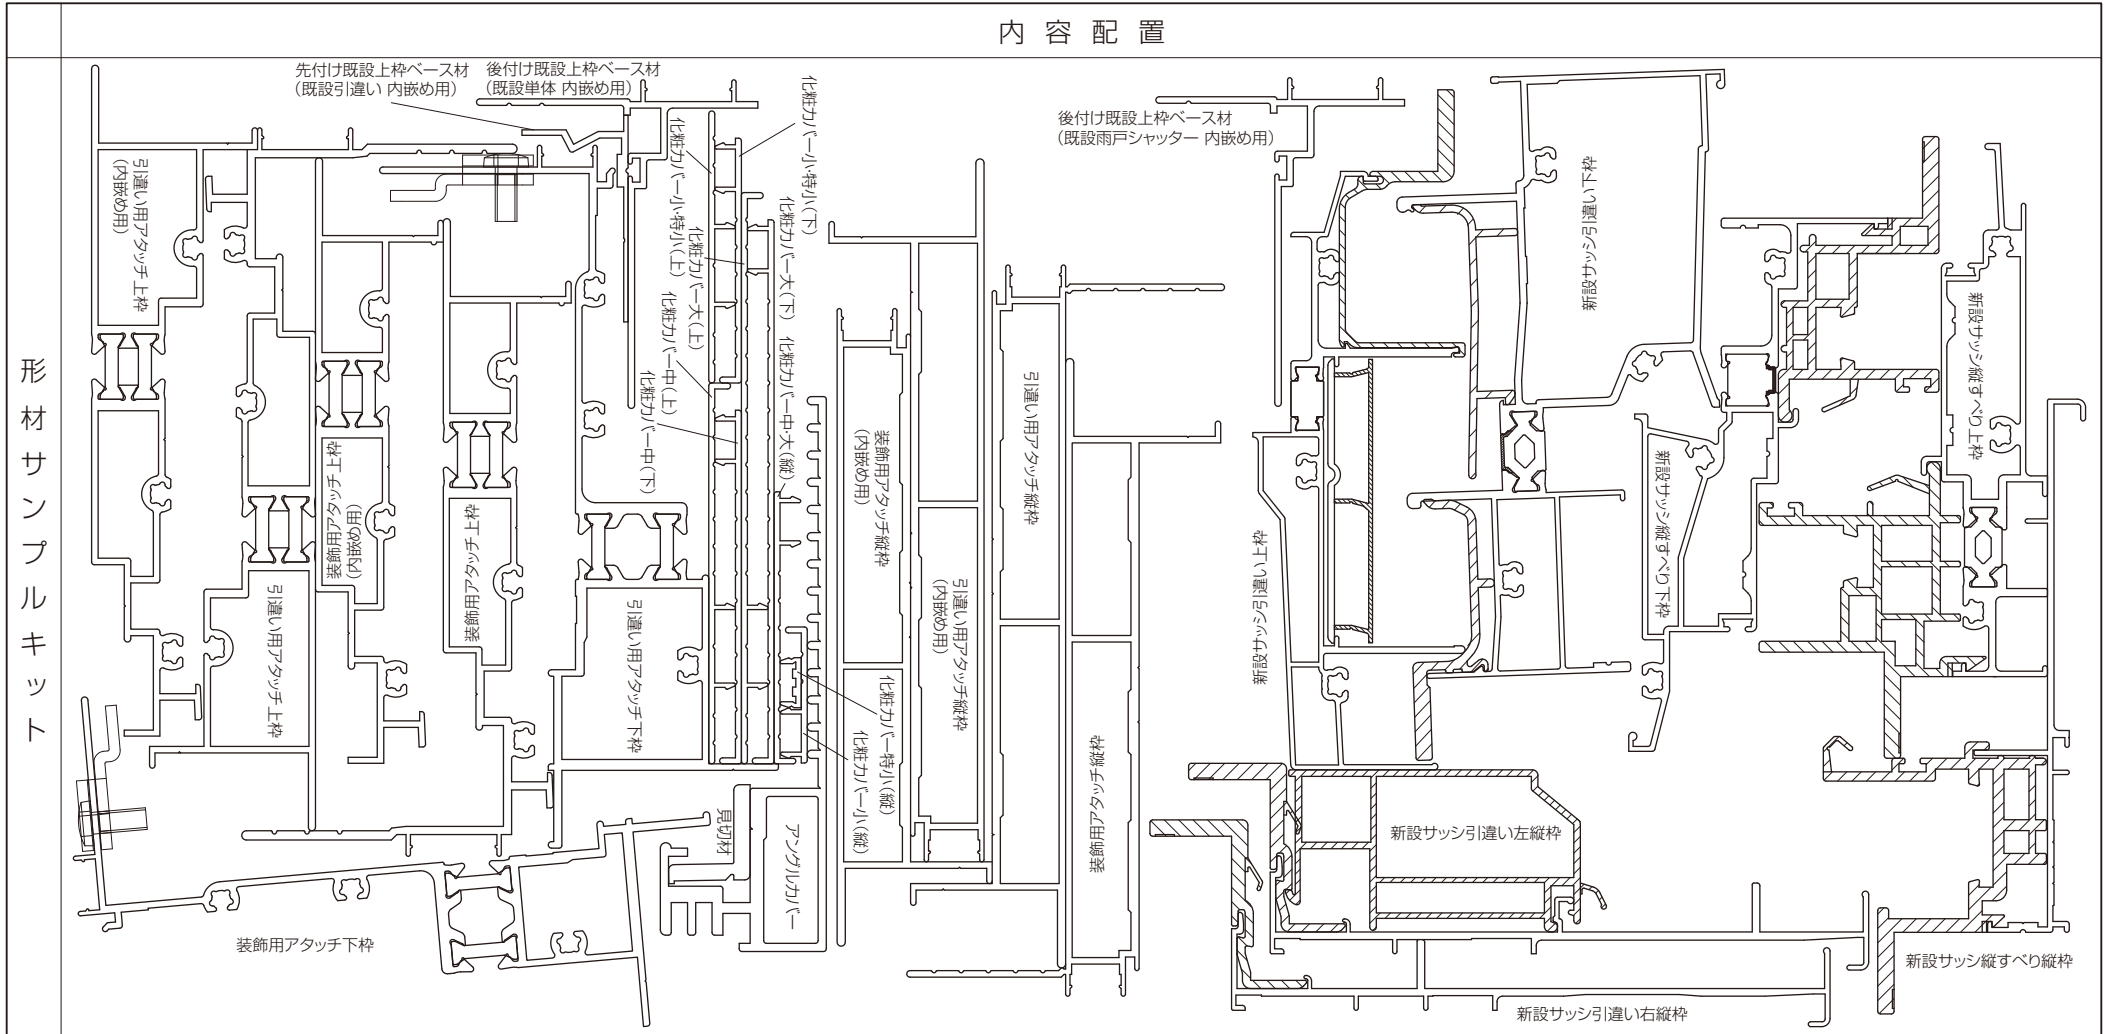 内容配置
形材サンプルキット
先付け既設上枠ベース材
(既設引違い 内嵌め用)
後付け既設上枠ベース材
(既設単体 内嵌め用)
化粧カバー小・特小(下)
化粧カバー小・特小(上)
化粧カバー大(下)
化粧カバー大(上)
化粧カバー中(上)
化粧カバー中(下)
化粧カバー中・大(縦)
引違い用アタッチ上枠
(内嵌め用)
装飾用アタッチ上枠
(内嵌め用)
装飾用アタッチ上枠
引違い用アタッチ上枠
引違い用アタッチ下枠
装飾用アタッチ縦枠
(内嵌め用)
引違い用アタッチ縦枠
(内嵌め用)
引違い用アタッチ縦枠
装飾用アタッチ縦枠
化粧カバー特小(縦)
化粧カバー小(縦)
見切材
アングルカバー
装飾用アタッチ下枠
後付け既設上枠ベース材
(既設雨戸シャッター 内嵌め用)
新設サッシ引違い下枠
新設サッシ縦すべり上枠
新設サッシ縦すべり下枠
新設サッシ引違い上枠
新設サッシ引違い左縦枠
新設サッシ縦すべり縦枠
新設サッシ引違い右縦枠